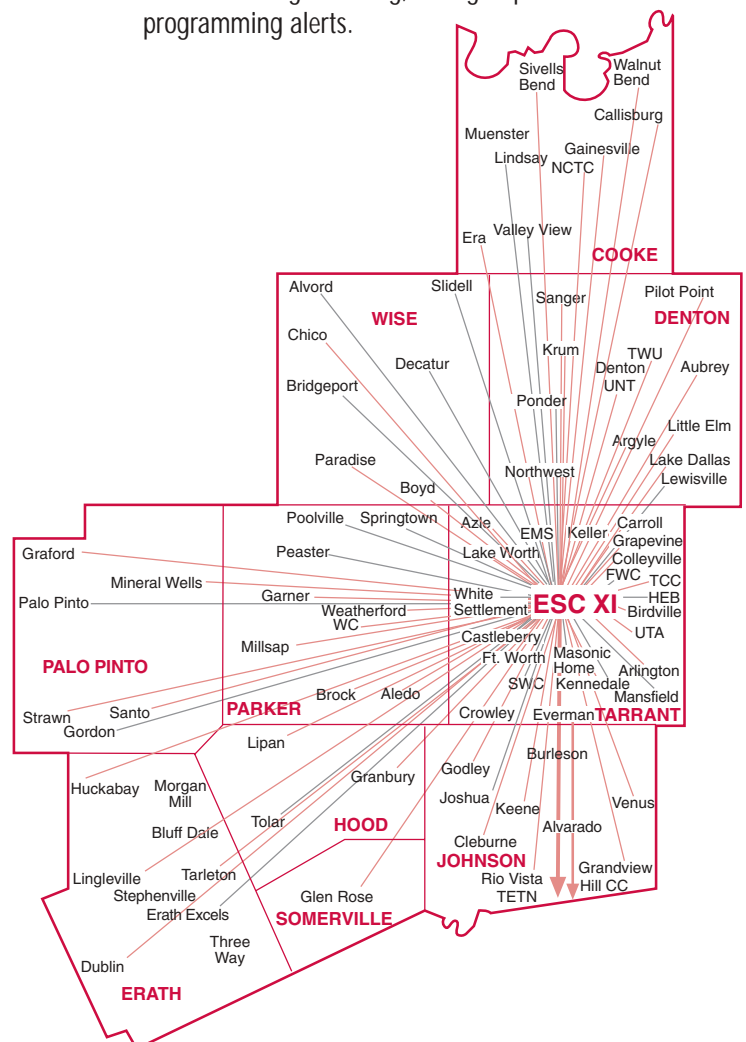 programming alerts.
Sivells
Bend
Walnut
Bend
Callisburg
Muenster
Lindsay
Gainesville
NCTC
Era
Valley View
COOKE
Alvord
Slidell
Sanger
Pilot Point
WISE
DENTON
Chico
Krum
TWU
Decatur
Denton
Aubrey
Bridgeport
UNT
Ponder
Little Elm
Argyle
Paradise
Northwest
Lake Dallas
Lewisville
Boyd
Poolville
Springtown
Azle
EMS
Keller
Carroll
Grapevine
Graford
Peaster
Lake Worth
Colleyville
FWC
TCC
Mineral Wells
Garner
White
Settlement
ESC XI
HEB
Palo Pinto
Weatherford
WC
Birdville
UTA
Millsap
Castleberry
Ft. Worth
Masonic
Home
Arlington
PALO PINTO
SWC
Kennedale
Mansfield
Brock
Aledo
PARKER
Strawn
Santo
Gordon
Crowley
Everman
TARRANT
Lipan
Burleson
Huckabay
Morgan
Mill
Granbury
Godley
Joshua
Keene
Venus
Bluff Dale
Tolar
HOOD
Alvarado
Cleburne
JOHNSON
Lingleville
Tarleton
Rio Vista
Grandview
Stephenville
Glen Rose
TETN
Hill CC
Erath Excels
SOMERVILLE
Three
Way
Dublin
ERATH